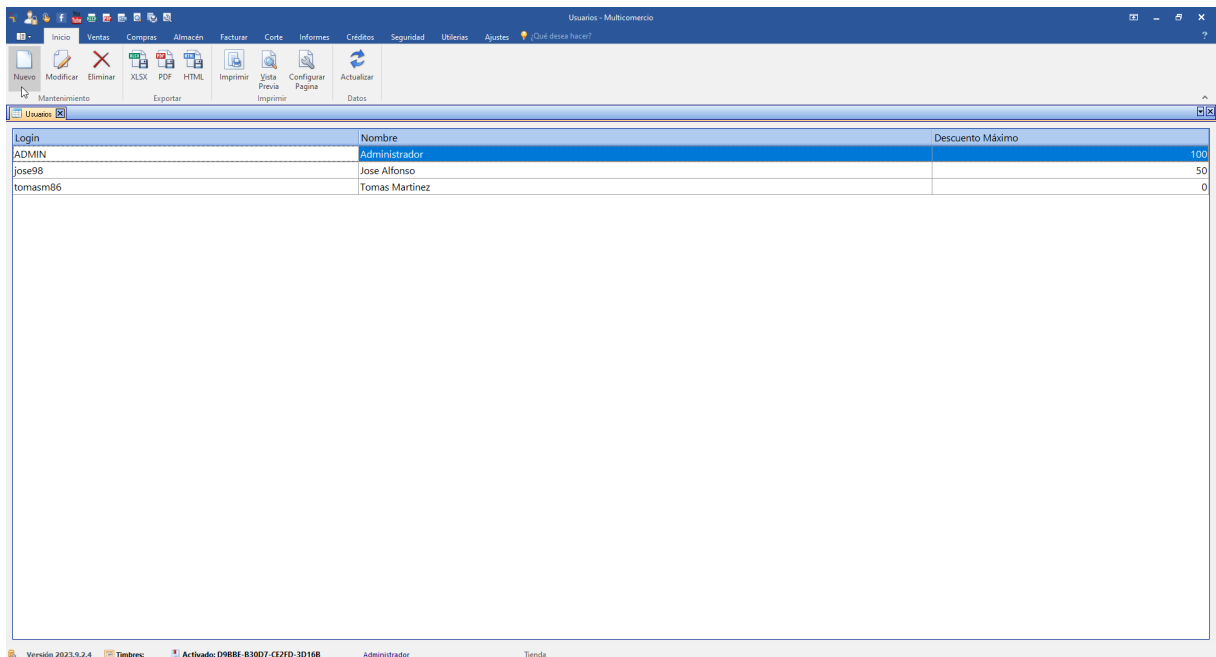 Usuarios - Multicomercio
Inicio Ventas Compras Almacén Facturar Corte Informes Créditos Seguridad Utilerias Ajustes ¿Qué desea hacer? ?
Nuevo Modificar Eliminar XLSX PDF HTML Imprimir Vista Previa Configurar Pagina Actualizar
Mantenimiento Exportar Imprimir Datos
Usuarios
Login Nombre Descuento Máximo
ADMIN Administrador 100
jose98 Jose Alfonso 50
tomasm86 Tomas Martinez 0
Versión 2023.9.2.4 Timbres: Activado: D9BBE-B30D7-CE2FD-3D16B Administrador Tienda